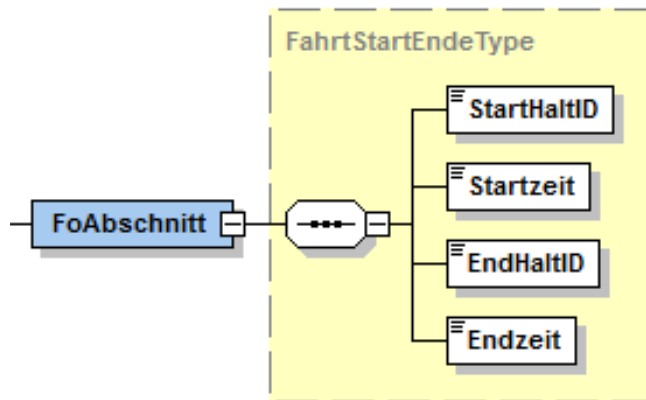 FahrtStartEndeType
StartHaltID
Startzeit
FoAbschnitt
EndHaltID
Endzeit